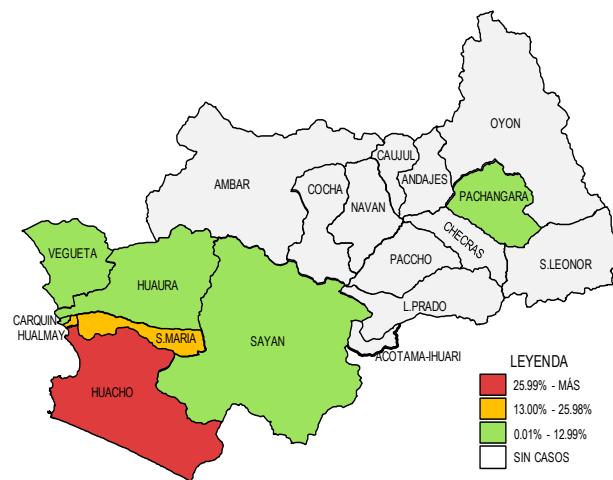 OYON
CAUJUL
ANDAJES
AMBAR
COCHA
NAVAN
PACHANGARA
CHECRAS
VEGUETA
HUAURA
PACCHO
S.LEONOR
L.PRADO
CARQUIN
HUALMAY
S.MARIA
SAYAN
ACOTAMA-IHUARI
HUACHO
LEYENDA
25.99% - MÁS
13.00% - 25.98%
0.01% - 12.99%
SIN CASOS